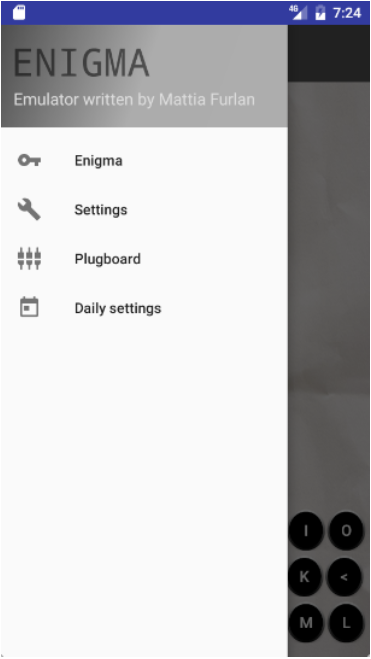 4G 7:24
ENIGMA
Emulator written by Mattia Furlan
Enigma
Settings
Plugboard
Daily settings
I O
K <
M L